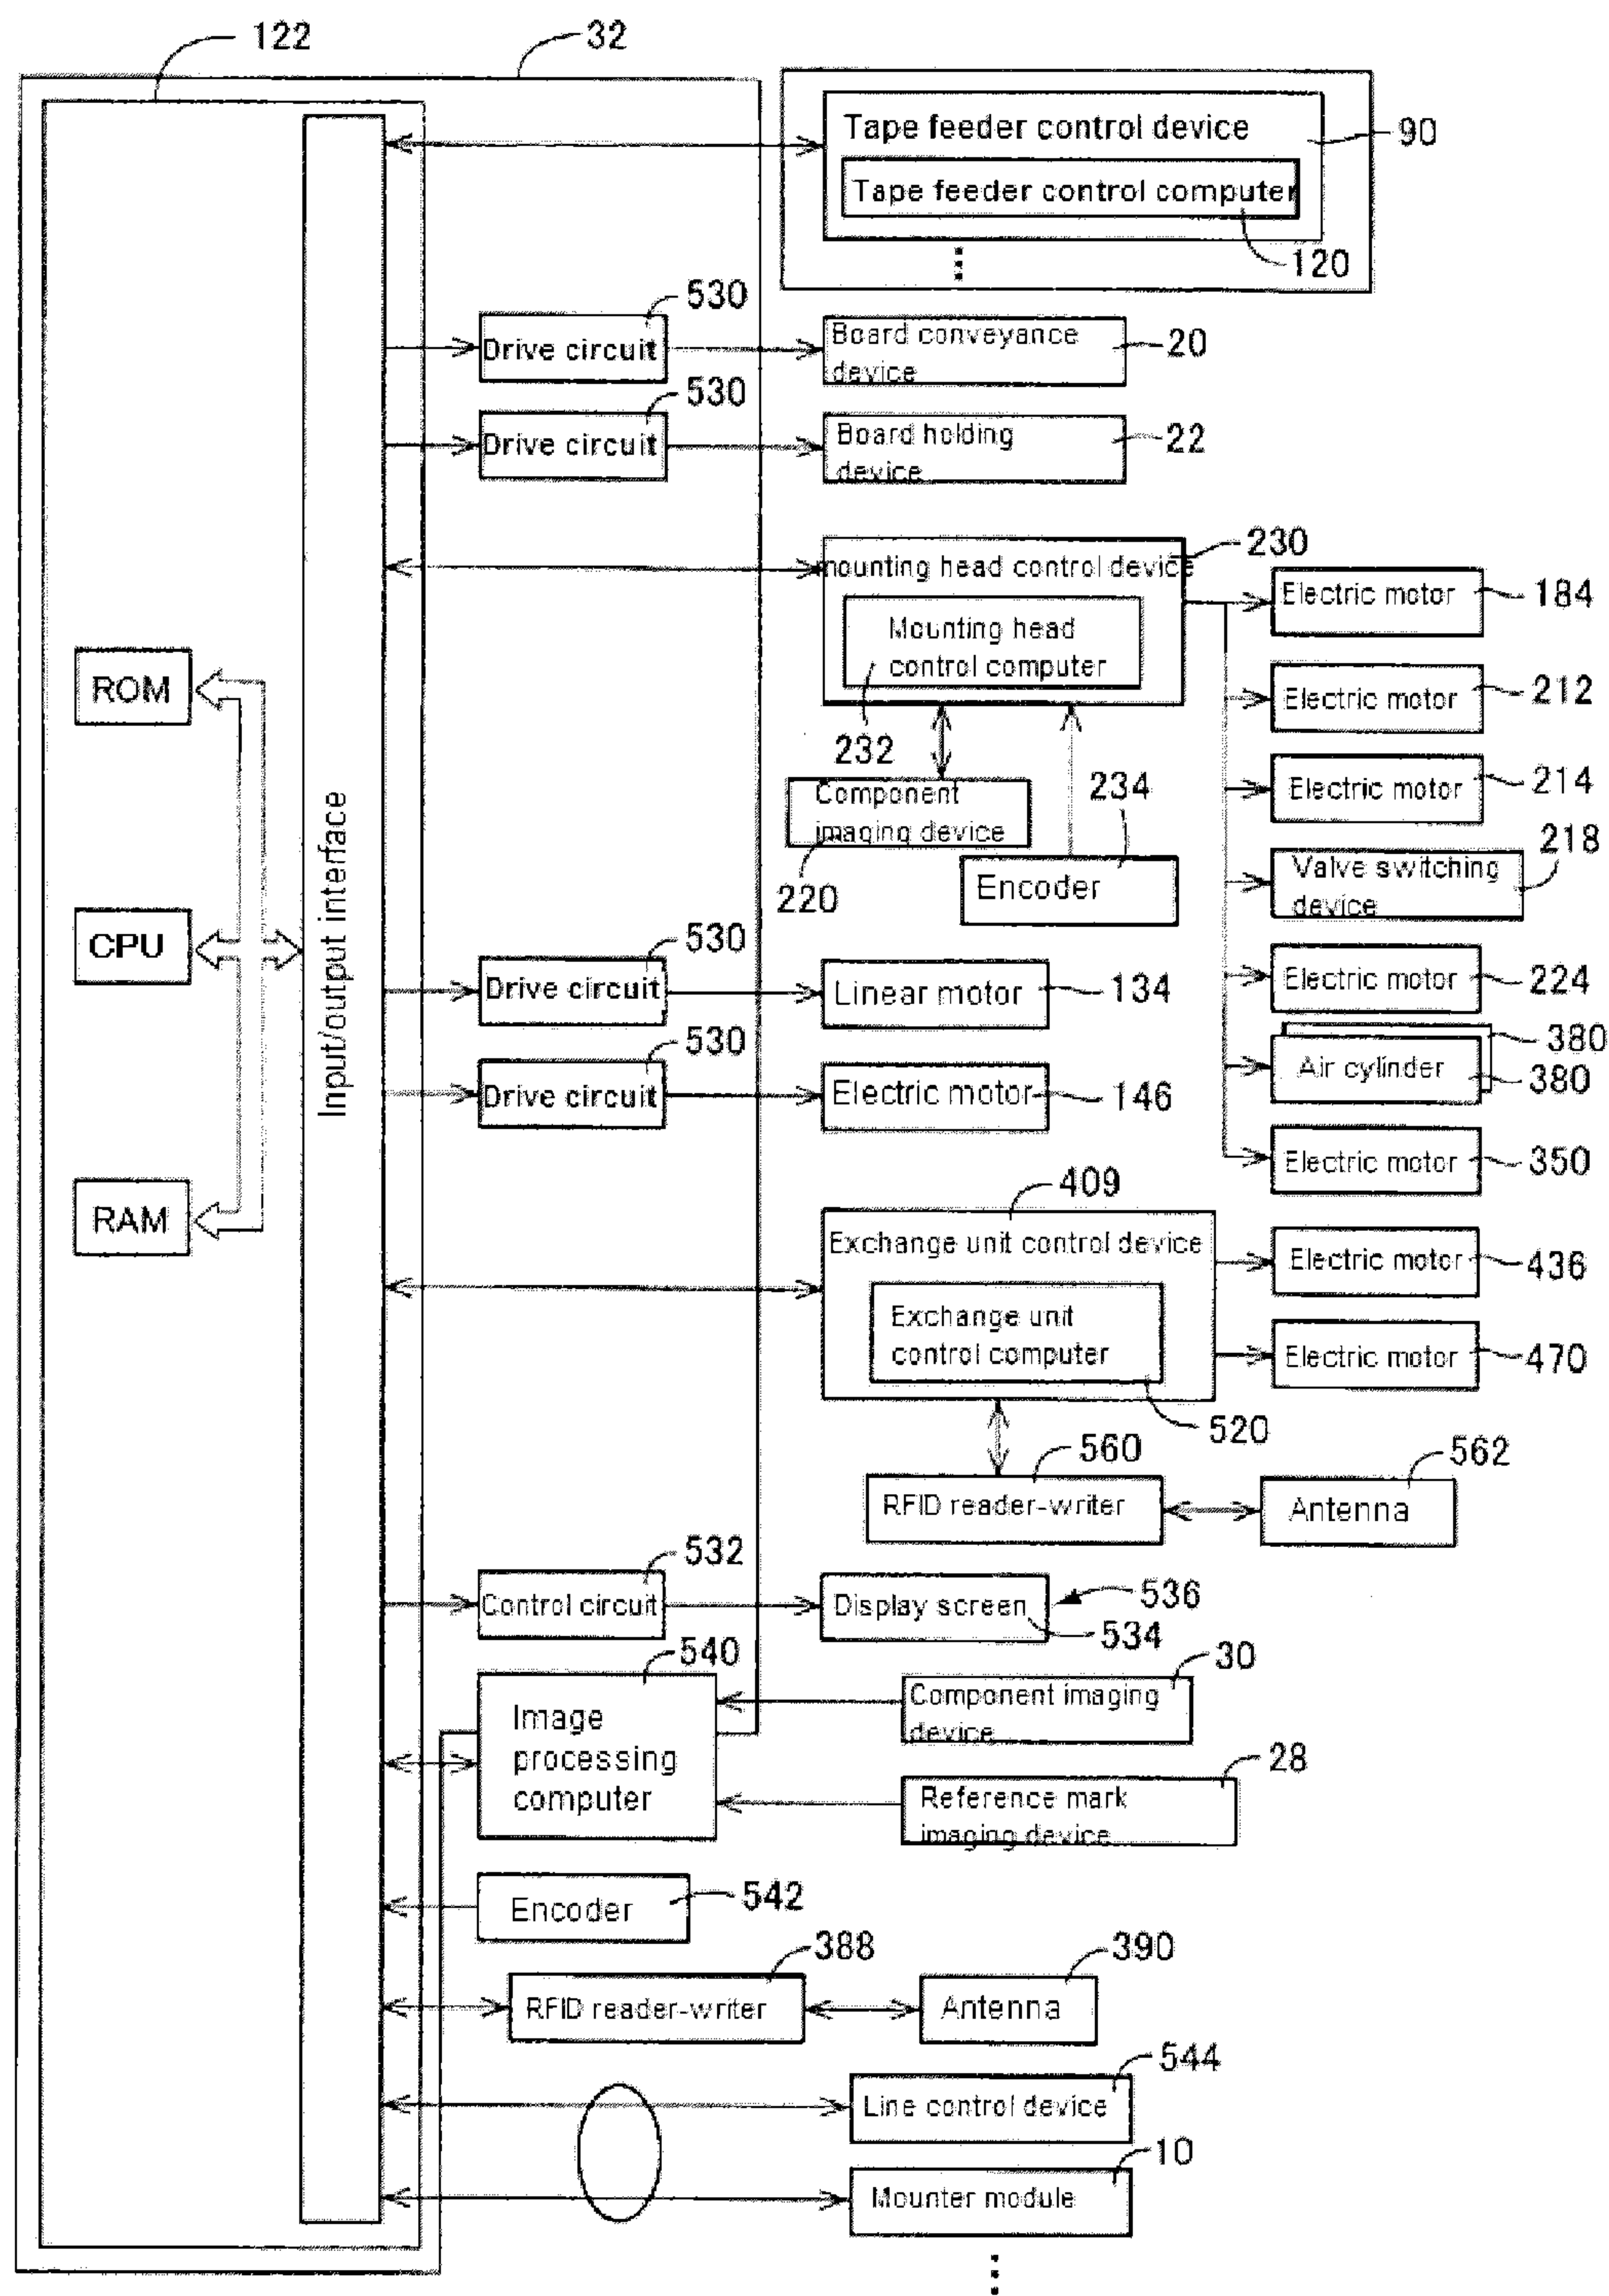 122
32
Tape feeder control device
90
Tape feeder control computer
120
530
Drive circuit
Board conveyance
device
20
530
Drive circuit
Board holding
device
22
230
mounting head control device
Mounting head
control computer
232
Electric motor
184
Electric motor
212
Electric motor
214
Component
imaging device
220
234
Encoder
218
Valve switching
device
Electric motor
224
380
Air cylinder
380
Electric motor
350
ROM
CPU
RAM
Input/output interface
530
Drive circuit
Linear motor
134
530
Drive circuit
Electric motor
146
409
Exchange unit control device
Exchange unit
control computer
520
Electric motor
436
Electric motor
470
560
RFID reader-writer
562
Antenna
532
Control circuit
Display screen
536
534
540
Image
processing
computer
30
Component imaging
device
28
Reference mark
imaging device
Encoder
542
388
RFID reader-writer
390
Antenna
544
Line control device
10
Mounter module